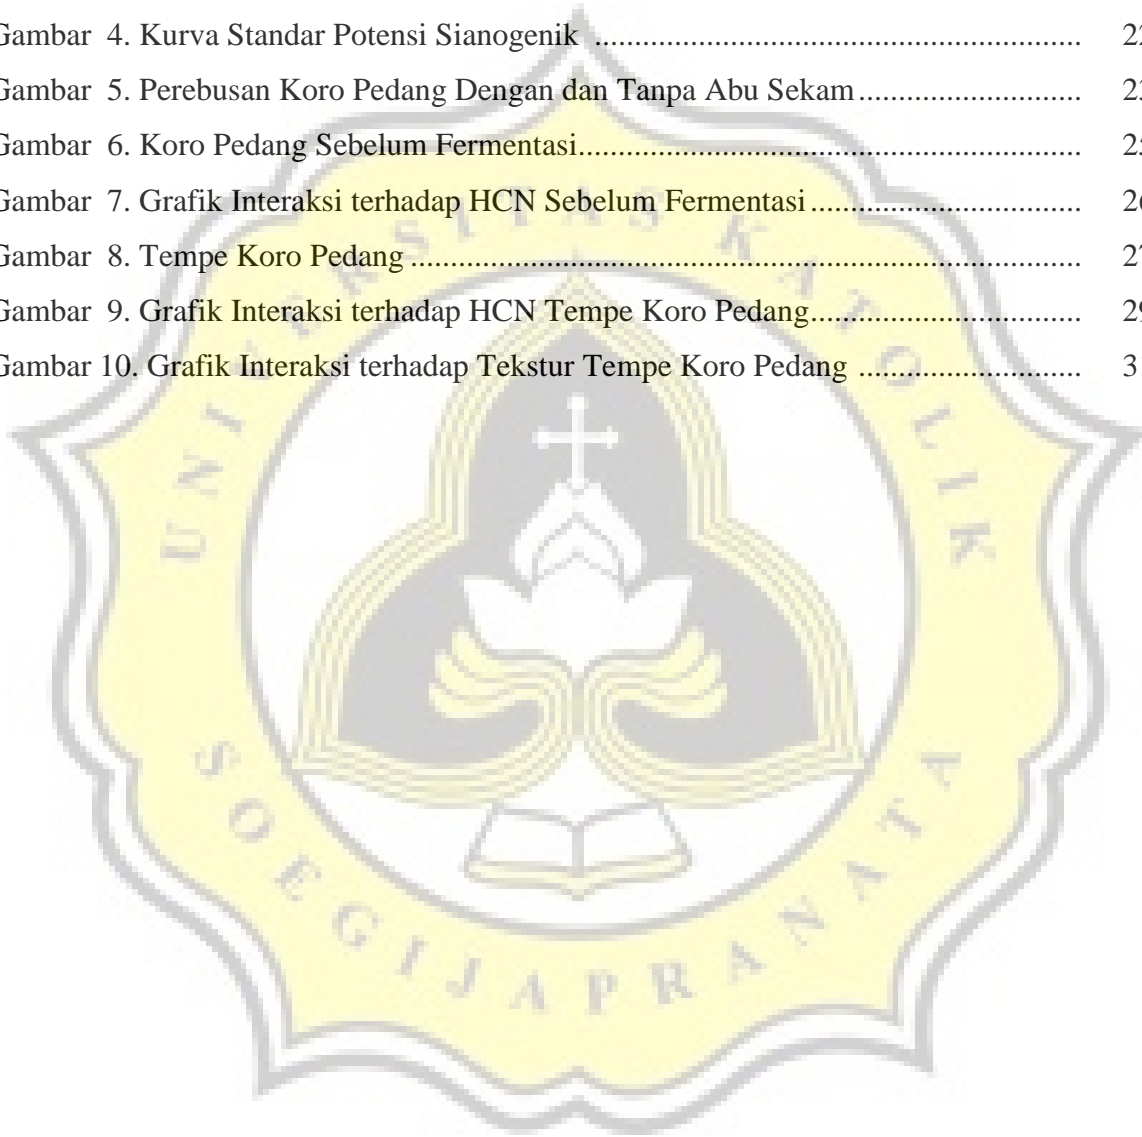 Gambar 4. Kurva Standar Potensi Sianogenik ..............................................................
Gambar 5. Perebusan Koro Pedang Dengan dan Tanpa Abu Sekam............................
Gambar 6. Koro Pedang Sebelum Fermentasi................................................................
Gambar 7. Grafik Interaksi terhadap HCN Sebelum Fermentasi.................................. 26
Gambar 8. Tempe Koro Pedang..................................................................................... 27
Gambar 9. Grafik Interaksi terhadap HCN Tempe Koro Pedang.................................. 29
Gambar 10. Grafik Interaksi terhadap Tekstur Tempe Koro Pedang ............................ 3
UNIVERSITAS KATOLIK
SOEGIJAPRANATA